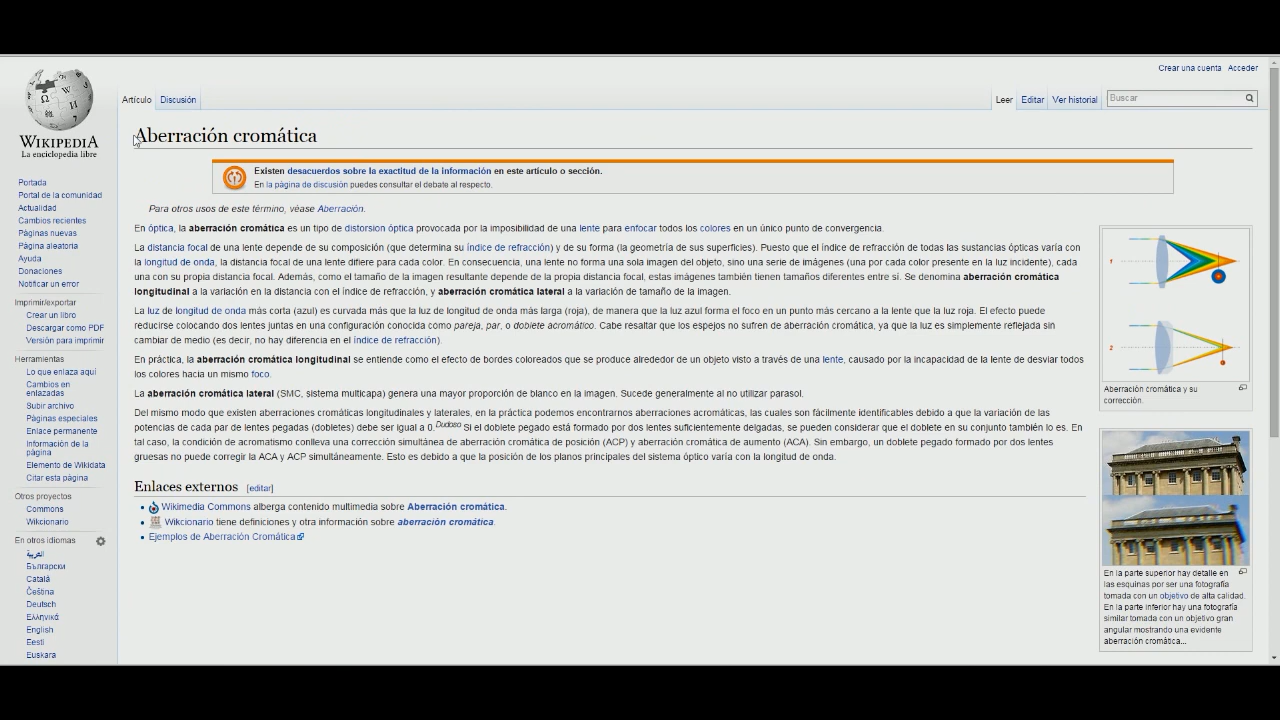 Crear una cuenta Acceder
Artículo Discusión
Leer Editar Ver historial Buscar
WIKIPEDIA
La enciclopedia libre
Portada
Portal de la comunidad
Actualidad
Cambios recientes
Páginas nuevas
Página aleatoria
Ayuda
Donaciones
Notificar un error
Imprimir/exportar
Crear un libro
Descargar como PDF
Versión para imprimir
Herramientas
Lo que enlaza aquí
Cambios en
enlazadas
Subir archivo
Páginas especiales
Enlace permanente
Información de la
página
Elemento de Wikidata
Citar esta página
Otros proyectos
Commons
Wikcionario
En otros idiomas
العربية
Български
Català
Čeština
Deutsch
Ελληνικά
English
Eesti
Euskara
Aberración cromática
Existen desacuerdos sobre la exactitud de la información en este artículo o sección.
En la página de discusión puedes consultar el debate al respecto.
Para otros usos de este término, véase Aberración.
En óptica, la aberración cromática es un tipo de distorsion óptica provocada por la imposibilidad de una lente para enfocar todos los colores en un único punto de convergencia.
La distancia focal de una lente depende de su composición (que determina su índice de refracción) y de su forma (la geometría de sus superficies). Puesto que el índice de refracción de todas las sustancias ópticas varía con
la longitud de onda, la distancia focal de una lente difiere para cada color. En consecuencia, una lente no forma una sola imagen del objeto, sino una serie de imágenes (una por cada color presente en la luz incidente), cada
una con su propia distancia focal. Además, como el tamaño de la imagen resultante depende de la propia distancia focal, estas imágenes también tienen tamaños diferentes entre sí. Se denomina aberración cromática
longitudinal a la variación en la distancia con el índice de refracción, y aberración cromática lateral a la variación de tamaño de la imagen.
La luz de longitud de onda más corta (azul) es curvada más que la luz de longitud de onda más larga (roja), de manera que la luz azul forma el foco en un punto más cercano a la lente que la luz roja. El efecto puede
reducirse colocando dos lentes juntas en una configuración conocida como pareja, par, o doblete acromático. Cabe resaltar que los espejos no sufren de aberración cromática, ya que la luz es simplemente reflejada sin
cambiar de medio (es decir, no hay diferencia en el índice de refracción).
En práctica, la aberración cromática longitudinal se entiende como el efecto de bordes coloreados que se produce alrededor de un objeto visto a través de una lente, causado por la incapacidad de la lente de desviar todos
los colores hacia un mismo foco.
La aberración cromática lateral (SMC, sistema multicapa) genera una mayor proporción de blanco en la imagen. Sucede generalmente al no utilizar parasol.
Del mismo modo que existen aberraciones cromáticas longitudinales y laterales, en la práctica podemos encontrarnos aberraciones acromáticas, las cuales son fácilmente identificables debido a que la variación de las
potencias de cada par de lentes pegadas (dobletes) debe ser igual a 0.Dudoso Si el doblete pegado está formado por dos lentes suficientemente delgadas, se pueden considerar que el doblete en su conjunto también lo es. En
tal caso, la condición de acromatismo conlleva una corrección simultánea de aberración cromática de posición (ACP) y aberración cromática de aumento (ACA). Sin embargo, un doblete pegado formado por dos lentes
gruesas no puede corregir la ACA y ACP simultáneamente. Esto es debido a que la posición de los planos principales del sistema óptico varía con la longitud de onda.
Enlaces externos [editar]
Wikimedia Commons alberga contenido multimedia sobre Aberración cromática.
Wikcionario tiene definiciones y otra información sobre aberración cromática.
Ejemplos de Aberración Cromática
1
2
Aberración cromática y su
corrección.
En la parte superior hay detalle en
las esquinas por ser una fotografía
tomada con un objetivo de alta calidad.
En la parte inferior hay una fotografía
similar tomada con un objetivo gran
angular mostrando una evidente
aberración cromática...